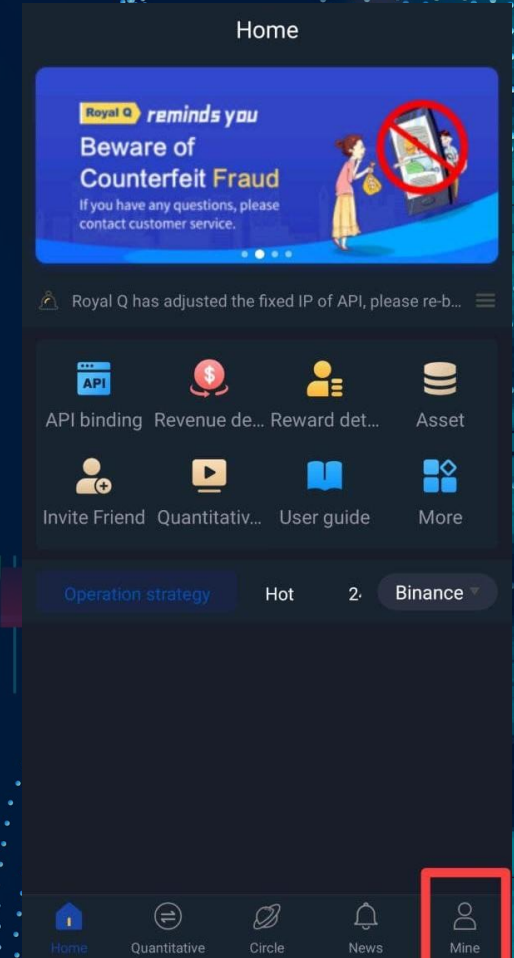 Home
Royal Q reminds you
Beware of
Counterfeit Fraud
If you have any questions, please
contact customer service.
Royal Q has adjusted the fixed IP of API, please re-b...
API
API binding Revenue de... Reward det... Asset
Invite Friend Quantitativ... User guide More
Operation strategy Hot 2 Binance
Home Quantitative Circle News Mine